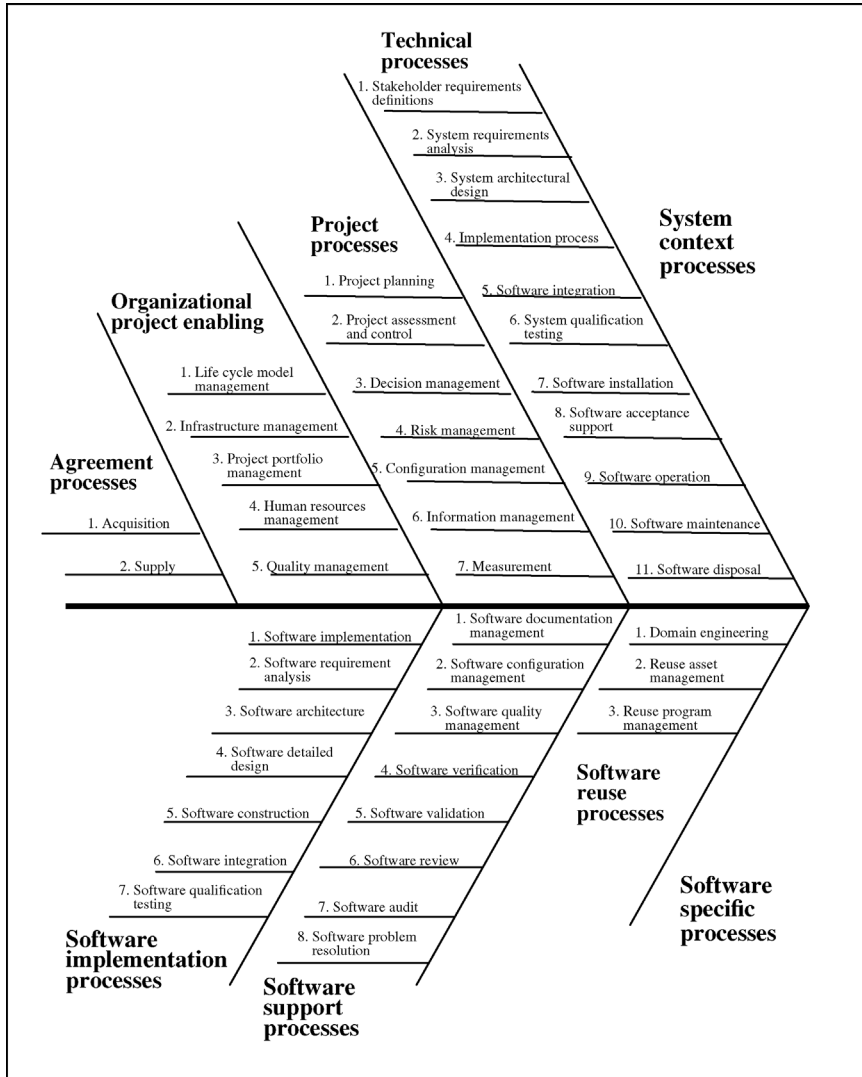 Technical
processes
1. Stakeholder requirements
definitions
2. System requirements
analysis
3. System architectural
design
4. Implementation process
5. Software integration
6. System qualification
testing
7. Software installation
8. Software acceptance
support
9. Software operation
10. Software maintenance
11. Software disposal
System
context
processes
Project
processes
1. Project planning
2. Project assessment
and control
3. Decision management
4. Risk management
5. Configuration management
6. Information management
7. Measurement
Organizational
project enabling
1. Life cycle model
management
2. Infrastructure management
3. Project portfolio
management
4. Human resources
management
5. Quality management
Agreement
processes
1. Acquisition
2. Supply
1. Software implementation
2. Software requirement
analysis
3. Software architecture
4. Software detailed
design
5. Software construction
6. Software integration
7. Software qualification
testing
Software
implementation
processes
1. Software documentation
management
2. Software configuration
management
3. Software quality
management
4. Software verification
5. Software validation
6. Software review
7. Software audit
8. Software problem
resolution
Software
support
processes
1. Domain engineering
2. Reuse asset
management
3. Reuse program
management
Software
reuse
processes
Software
specific
processes